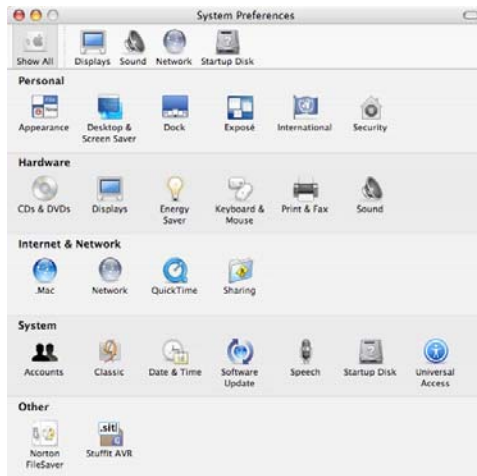 System Preferences
Show All Displays Sound Network Startup Disk
Personal
Appearance Desktop & Screen Saver Dock Exposé International Security
Hardware
CDs & DVDs Displays Energy Saver Keyboard & Mouse Print & Fax Sound
Internet & Network
.Mac Network QuickTime Sharing
System
Accounts Classic Date & Time Software Update Speech Startup Disk Universal Access
Other
.sit
Norton FileSaver Stuffit AVR